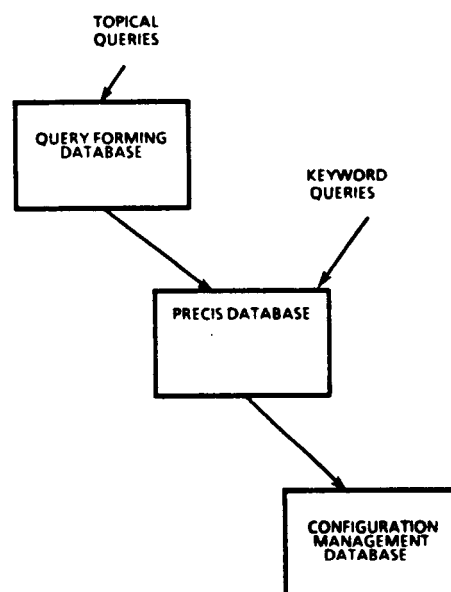 TOPICAL
QUERIES
QUERY FORMING
DATABASE
KEYWORD
QUERIES
PRECIS DATABASE
CONFIGURATION
MANAGEMENT
DATABASE